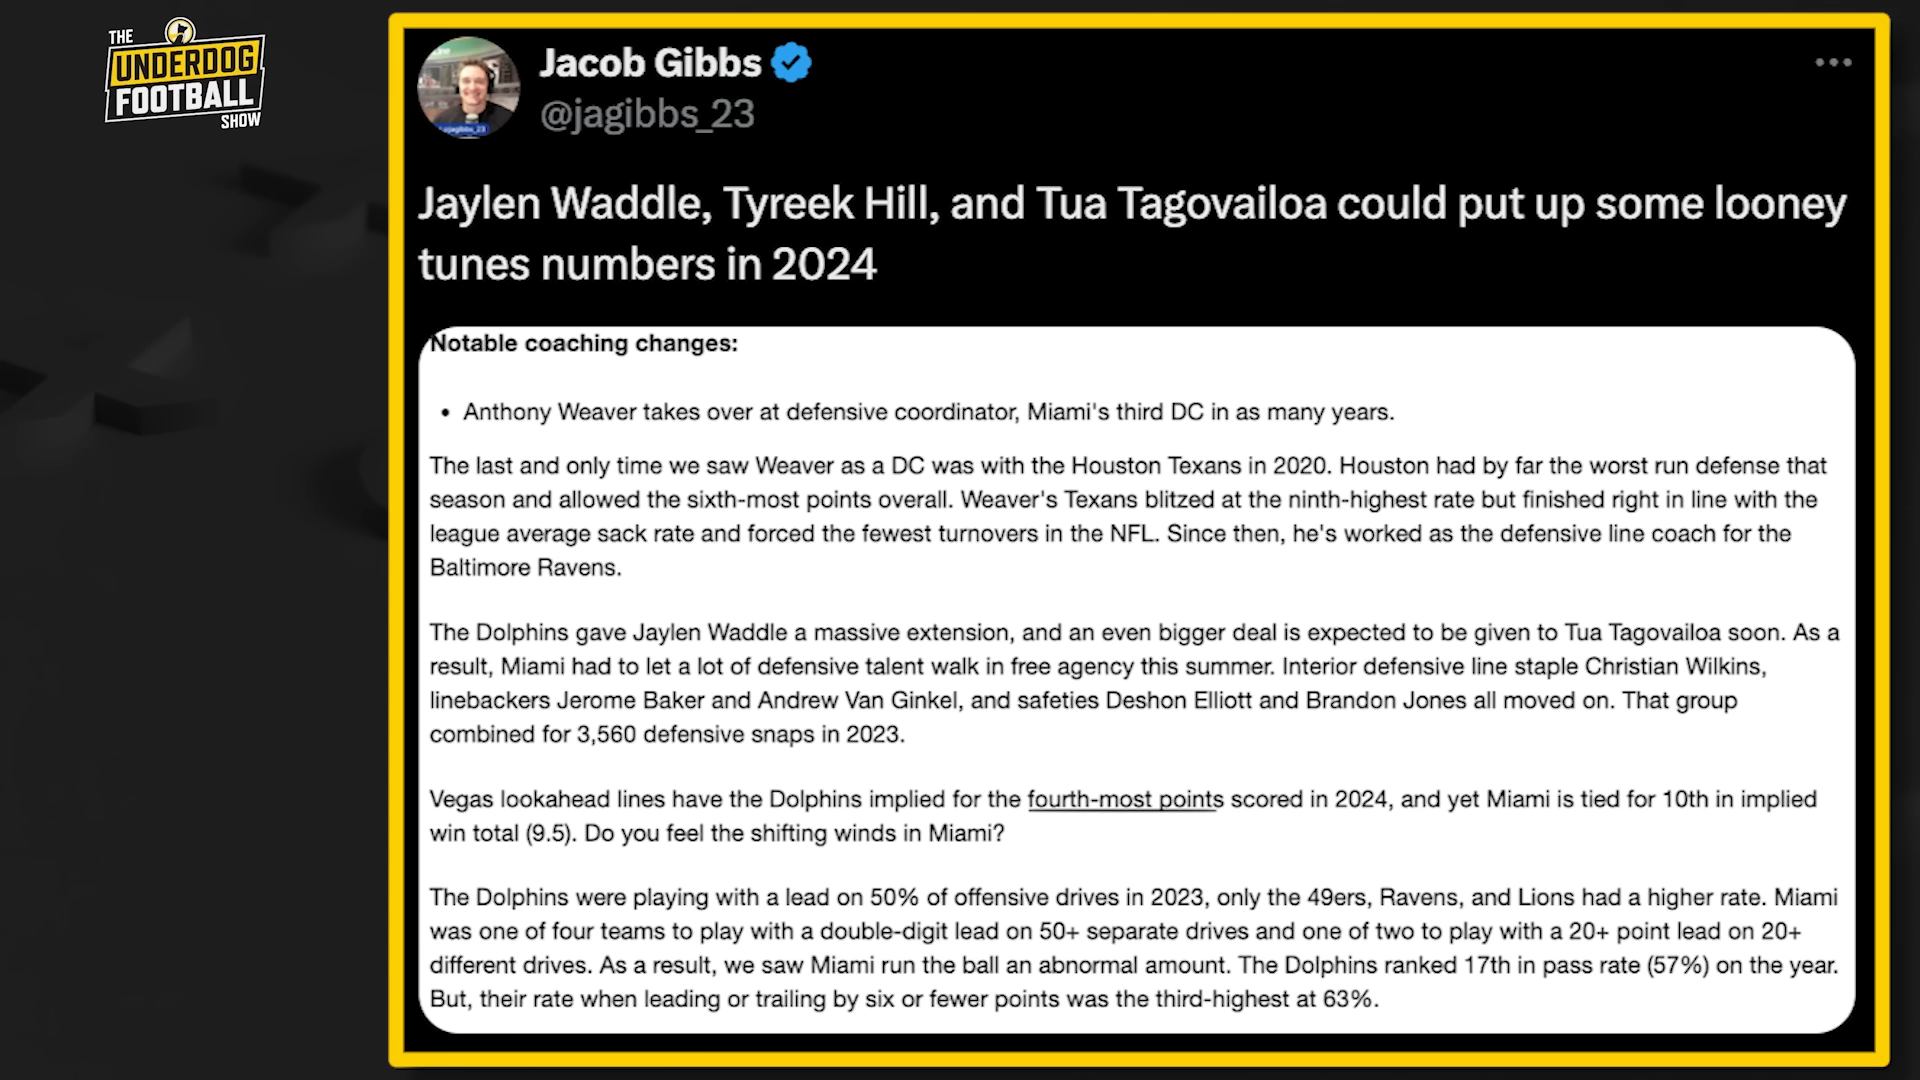 THE
UNDERDOG
FOOTBALL
SHOW
Jacob Gibbs
@jagibbs_23
Jaylen Waddle, Tyreek Hill, and Tua Tagovailoa could put up some looney
tunes numbers in 2024
Notable coaching changes:
• Anthony Weaver takes over at defensive coordinator, Miami's third DC in as many years.
The last and only time we saw Weaver as a DC was with the Houston Texans in 2020. Houston had by far the worst run defense that
season and allowed the sixth-most points overall. Weaver's Texans blitzed at the ninth-highest rate but finished right in line with the
league average sack rate and forced the fewest turnovers in the NFL. Since then, he's worked as the defensive line coach for the
Baltimore Ravens.
The Dolphins gave Jaylen Waddle a massive extension, and an even bigger deal is expected to be given to Tua Tagovailoa soon. As a
result, Miami had to let a lot of defensive talent walk in free agency this summer. Interior defensive line staple Christian Wilkins,
linebackers Jerome Baker and Andrew Van Ginkel, and safeties Deshon Elliott and Brandon Jones all moved on. That group
combined for 3,560 defensive snaps in 2023.
Vegas lookahead lines have the Dolphins implied for the fourth-most points scored in 2024, and yet Miami is tied for 10th in implied
win total (9.5). Do you feel the shifting winds in Miami?
The Dolphins were playing with a lead on 50% of offensive drives in 2023, only the 49ers, Ravens, and Lions had a higher rate. Miami
was one of four teams to play with a double-digit lead on 50+ separate drives and one of two to play with a 20+ point lead on 20+
different drives. As a result, we saw Miami run the ball an abnormal amount. The Dolphins ranked 17th in pass rate (57%) on the year.
But, their rate when leading or trailing by six or fewer points was the third-highest at 63%.